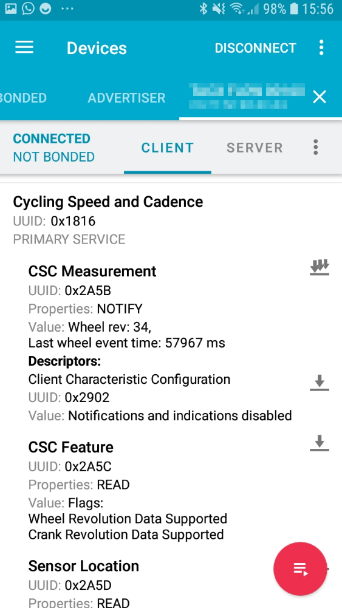 98% 15:56
Devices
DISCONNECT
BONDED
ADVERTISER
CONNECTED
NOT BONDED
CLIENT
SERVER
Cycling Speed and Cadence
UUID: 0x1816
PRIMARY SERVICE
CSC Measurement
UUID: 0x2A5B
Properties: NOTIFY
Value: Wheel rev: 34,
Last wheel event time: 57967 ms
Descriptors:
Client Characteristic Configuration
UUID: 0x2902
Value: Notifications and indications disabled
CSC Feature
UUID: 0x2A5C
Properties: READ
Value: Flags:
Wheel Revolution Data Supported
Crank Revolution Data Supported
Sensor Location
UUID: 0x2A5D
Properties: READ